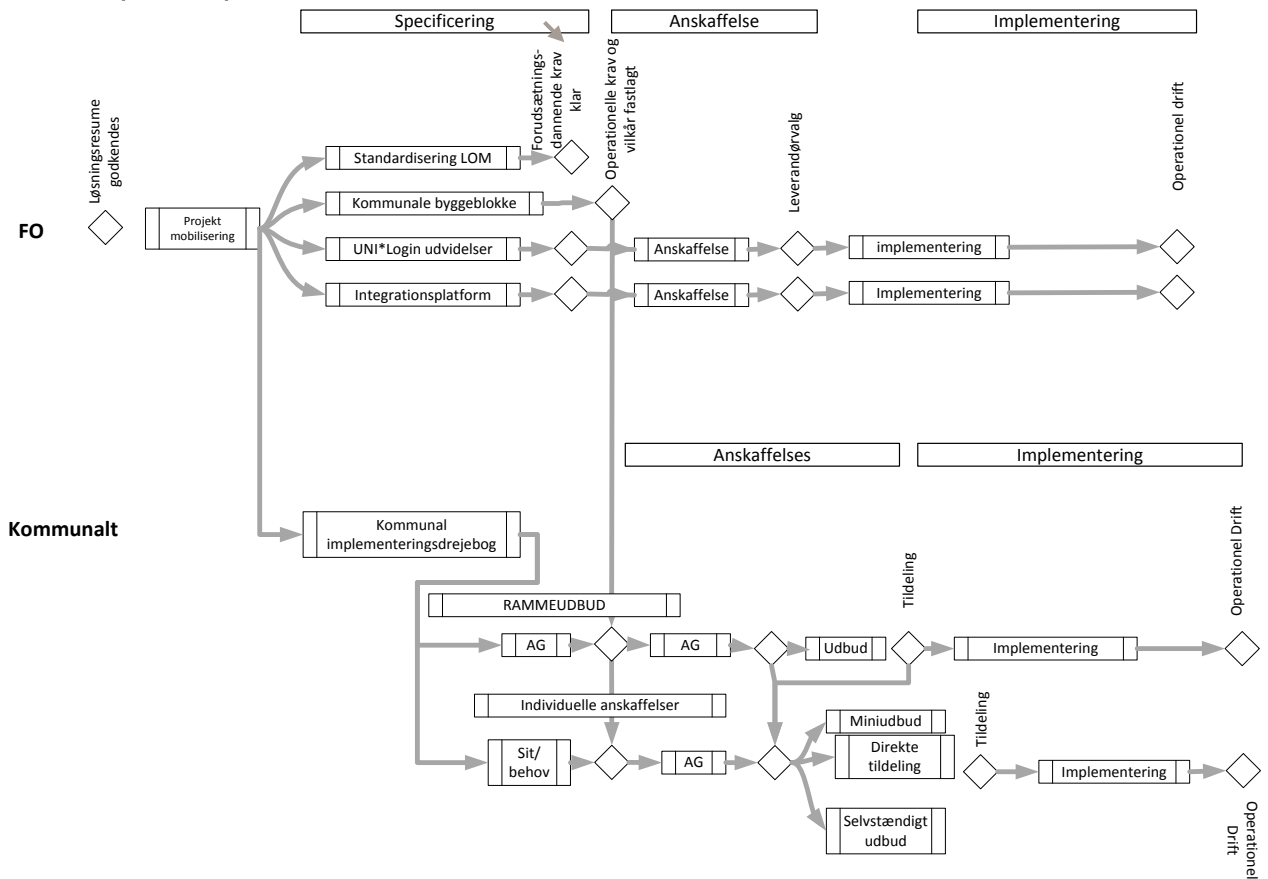 Specificering
Anskaffelse
Implementering
Løsningsresume
godkendes
Forudsætnings-
dannende krav
klar
Operationelle krav og
vilkår fastlagt
Leverandørvalg
Operationel drift
FO
Projekt
mobilisering
Standardisering LOM
Kommunale byggeblokke
UNI*Login udvidelser
Anskaffelse
implementering
Integrationsplatform
Anskaffelse
Implementering
Anskaffelses
Implementering
Kommunalt
Kommunal
implementeringsdrejebog
RAMMEUDBUD
Tildeling
Operationel Drift
AG
AG
Udbud
Implementering
Individuelle anskaffelser
Sit/
behov
AG
Miniudbud
Direkte
tildeling
Selvstændigt
udbud
Tildeling
Implementering
Operationel
Drift